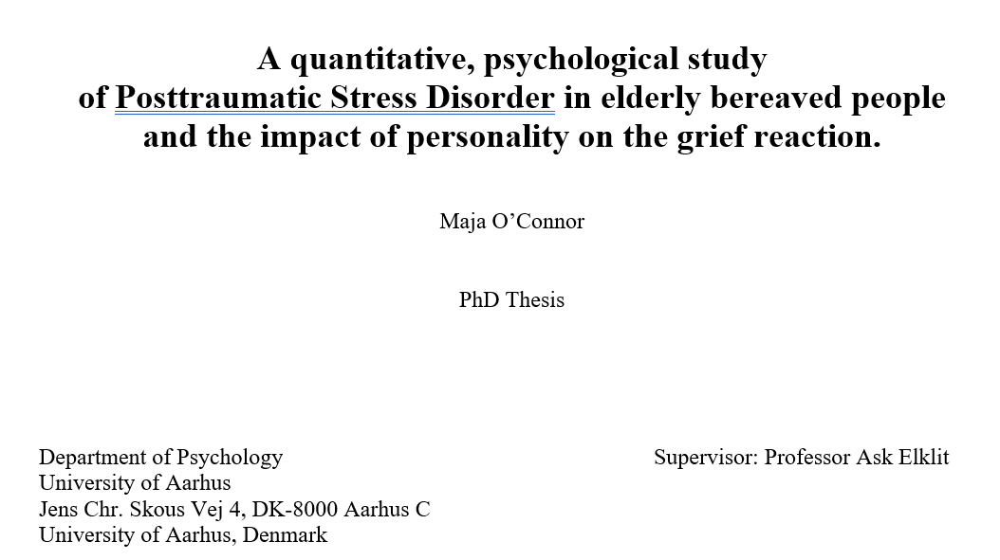 A quantitative, psychological study
of Posttraumatic Stress Disorder in elderly bereaved people
and the impact of personality on the grief reaction.
Maja O’Connor
PhD Thesis
Department of Psychology
Supervisor: Professor Ask Elklit
University of Aarhus
Jens Chr. Skous Vej 4, DK-8000 Aarhus C
University of Aarhus, Denmark